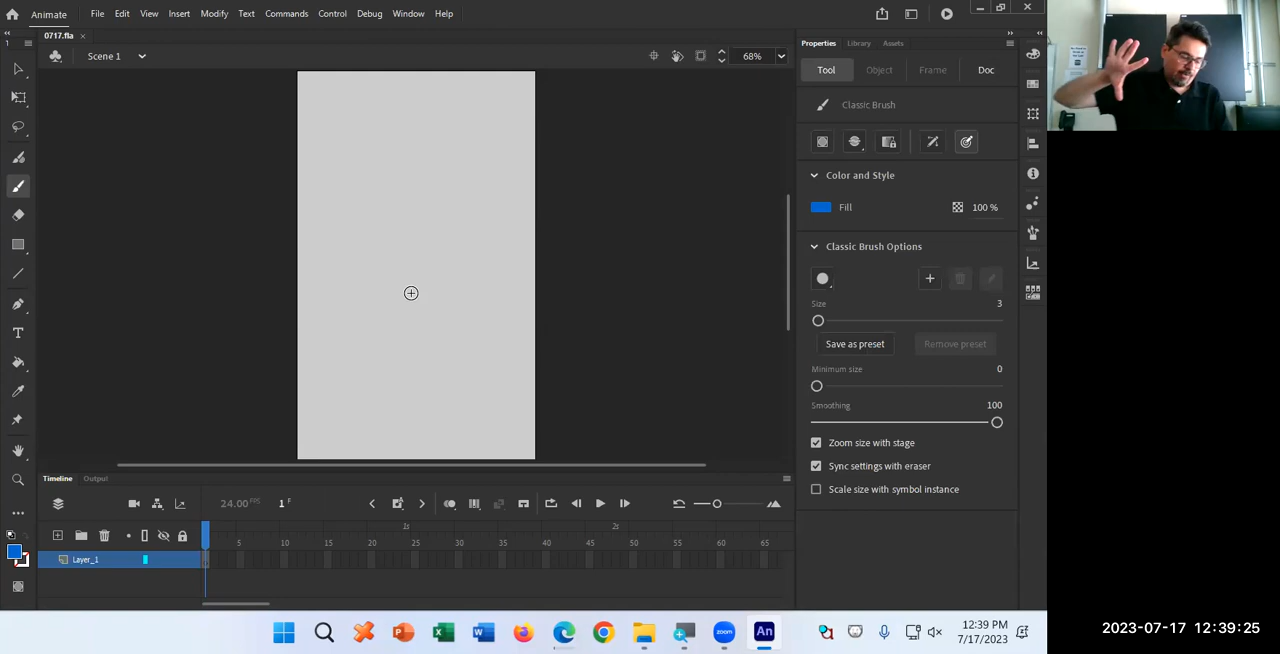 Animate File Edit View Insert Modify Text Commands Control Debug Window Help
0717.fla
Scene 1 68%
Properties Library Assets
Tool Object Frame Doc
Classic Brush
Color and Style
Fill 100 %
Classic Brush Options
Size 3
Save as preset Remove preset
Minimum size 0
Smoothing 100
Zoom size with stage
Sync settings with eraser
Scale size with symbol instance
Timeline Output
24.00 FPS 1 F
1s 2s
5 10 15 20 25 30 35 40 45 50 55 60 65
Layer_1
zoom An
12:39 PM
7/17/2023
2023-07-17 12:39:25